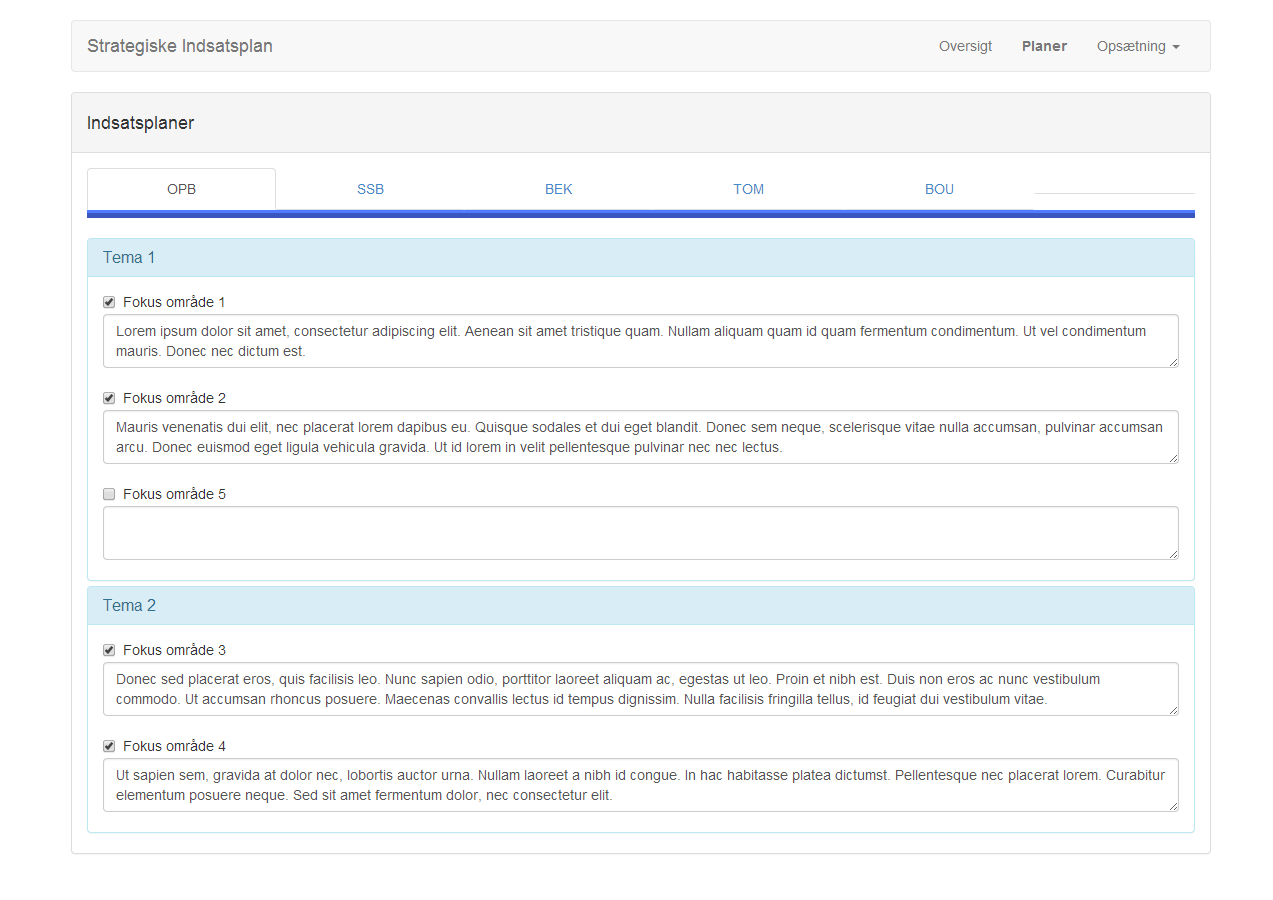 Strategiske Indsatsplan
Oversigt Planer Opsætning
Indsatsplaner
OPB SSB BEK TOM BOU
Tema 1
Fokus område 1
Lorem ipsum dolor sit amet, consectetur adipiscing elit. Aenean sit amet tristique quam. Nullam aliquam quam id quam fermentum condimentum. Ut vel condimentum
mauris. Donec nec dictum est.
Fokus område 2
Mauris venenatis dui elit, nec placerat lorem dapibus eu. Quisque sodales et dui eget blandit. Donec sem neque, scelerisque vitae nulla accumsan, pulvinar accumsan
arcu. Donec euismod eget ligula vehicula gravida. Ut id lorem in velit pellentesque pulvinar nec nec lectus.
Fokus område 5
Tema 2
Fokus område 3
Donec sed placerat eros, quis facilisis leo. Nunc sapien odio, porttitor laoreet aliquam ac, egestas ut leo. Proin et nibh est. Duis non eros ac nunc vestibulum
commodo. Ut accumsan rhoncus posuere. Maecenas convallis lectus id tempus dignissim. Nulla facilisis fringilla tellus, id feugiat dui vestibulum vitae.
Fokus område 4
Ut sapien sem, gravida at dolor nec, lobortis auctor urna. Nullam laoreet a nibh id congue. In hac habitasse platea dictumst. Pellentesque nec placerat lorem. Curabitur
elementum posuere neque. Sed sit amet fermentum dolor, nec consectetur elit.